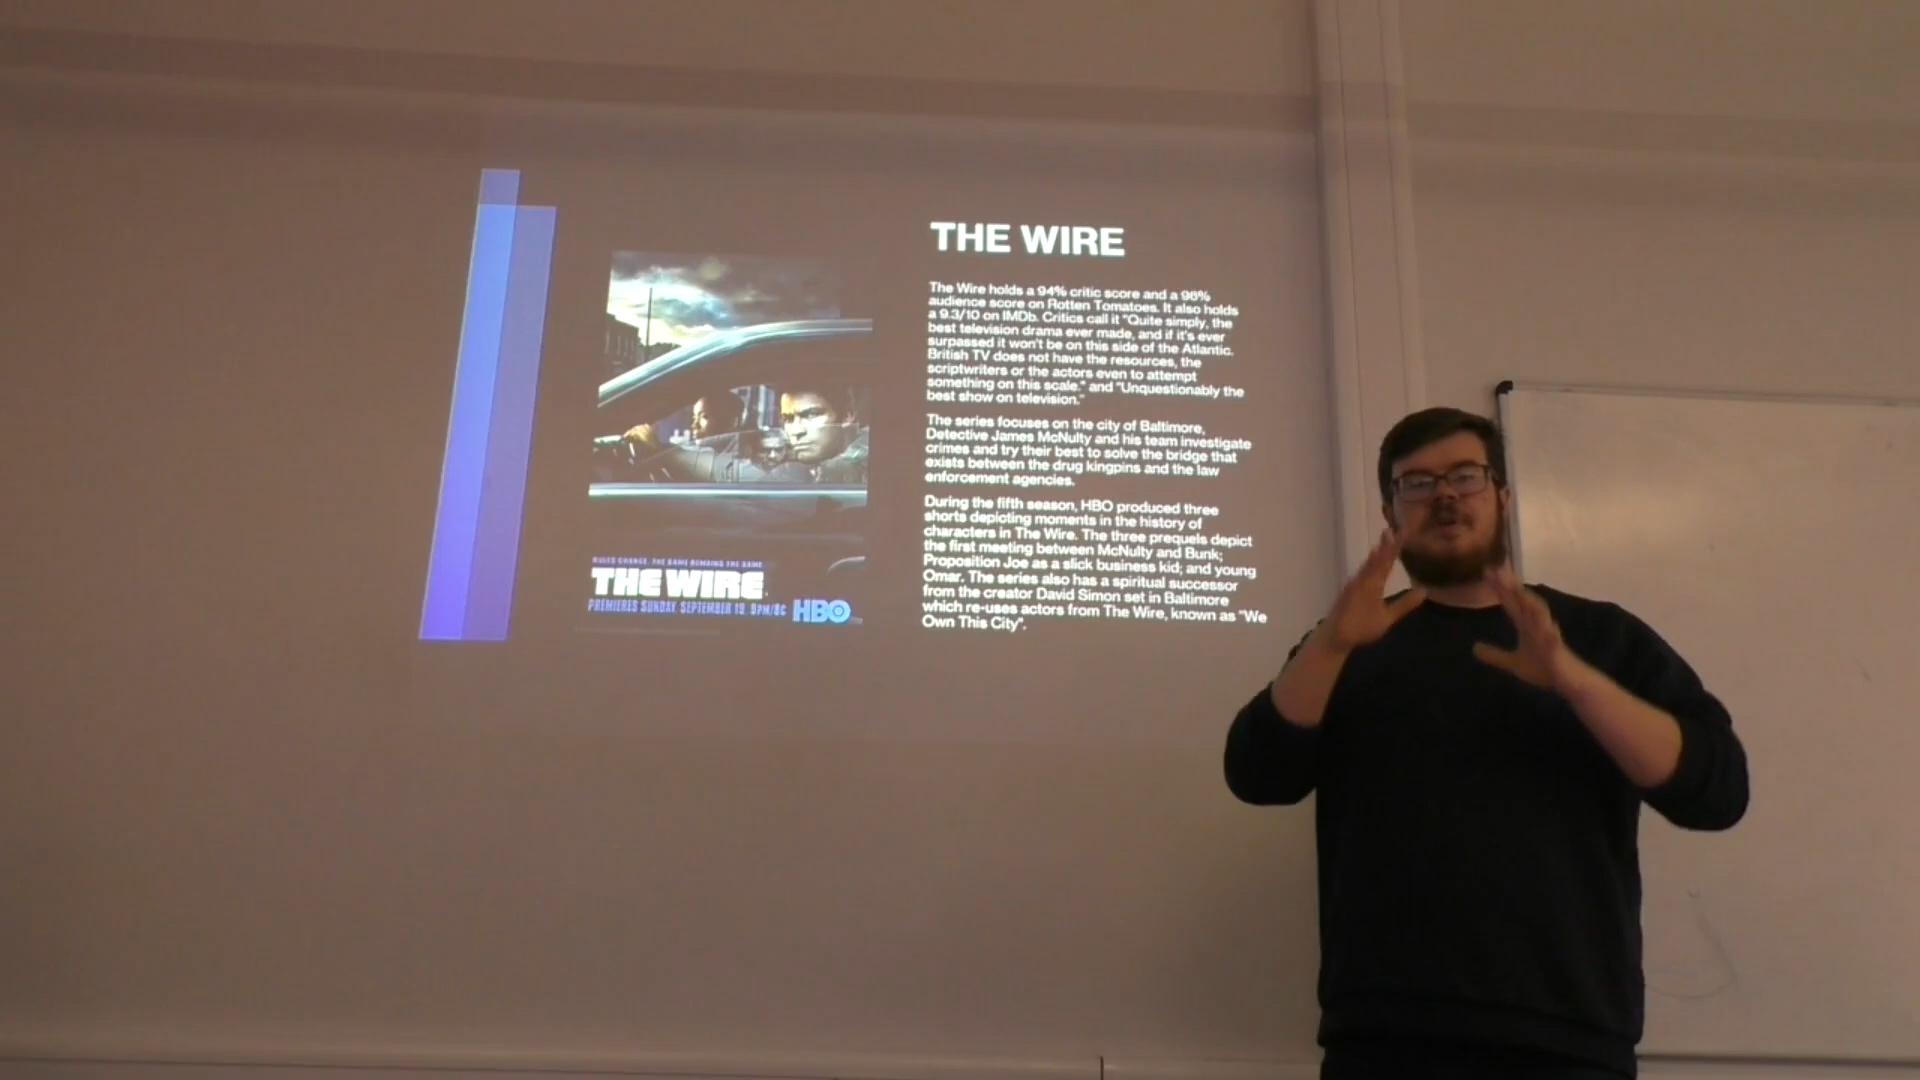 THE WIRE
The Wire holds a 94% critic score and a 96%
audience score on Rotten Tomatoes. It also holds
a 9.3/10 on IMDb. Critics call it "Quite simply, the
best television drama ever made, and if it's ever
surpassed it won't be on this side of the Atlantic.
British TV does not have the resources, the
scriptwriters or the actors even to attempt
something on this scale." and "Unquestionably the
best show on television."
The series focuses on the city of Baltimore,
Detective James McNulty and his team investigate
crimes and try their best to solve the bridge that
exists between the drug kingpins and the law
enforcement agencies.
During the fifth season, HBO produced three
shorts depicting moments in the history of
characters in The Wire. The three prequels depict
the first meeting between McNulty and Bunk;
Proposition Joe as a slick business kid; and young
Omar. The series also has a spiritual successor
from the creator David Simon set in Baltimore
which re-uses actors from The Wire, known as "We
Own This City".
RULES CHANGE. THE GAME REMAINS THE SAME
THE WIRE
PREMIERES SUNDAY, SEPTEMBER 19, 9PM/8C HBO